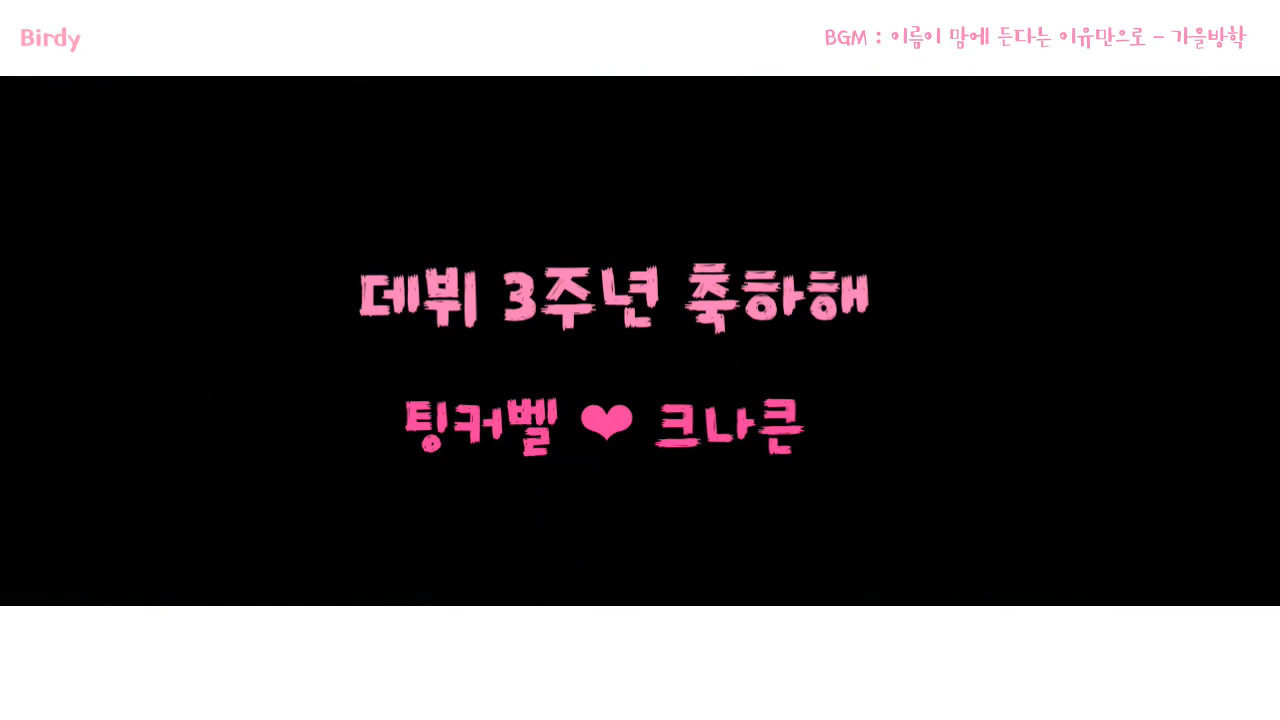 Birdy
BGM : 이름이 맘에 든다는 이유만으로 - 가을방학
데뷔 3주년 축하해
팅커벨 ❤ 크나큰